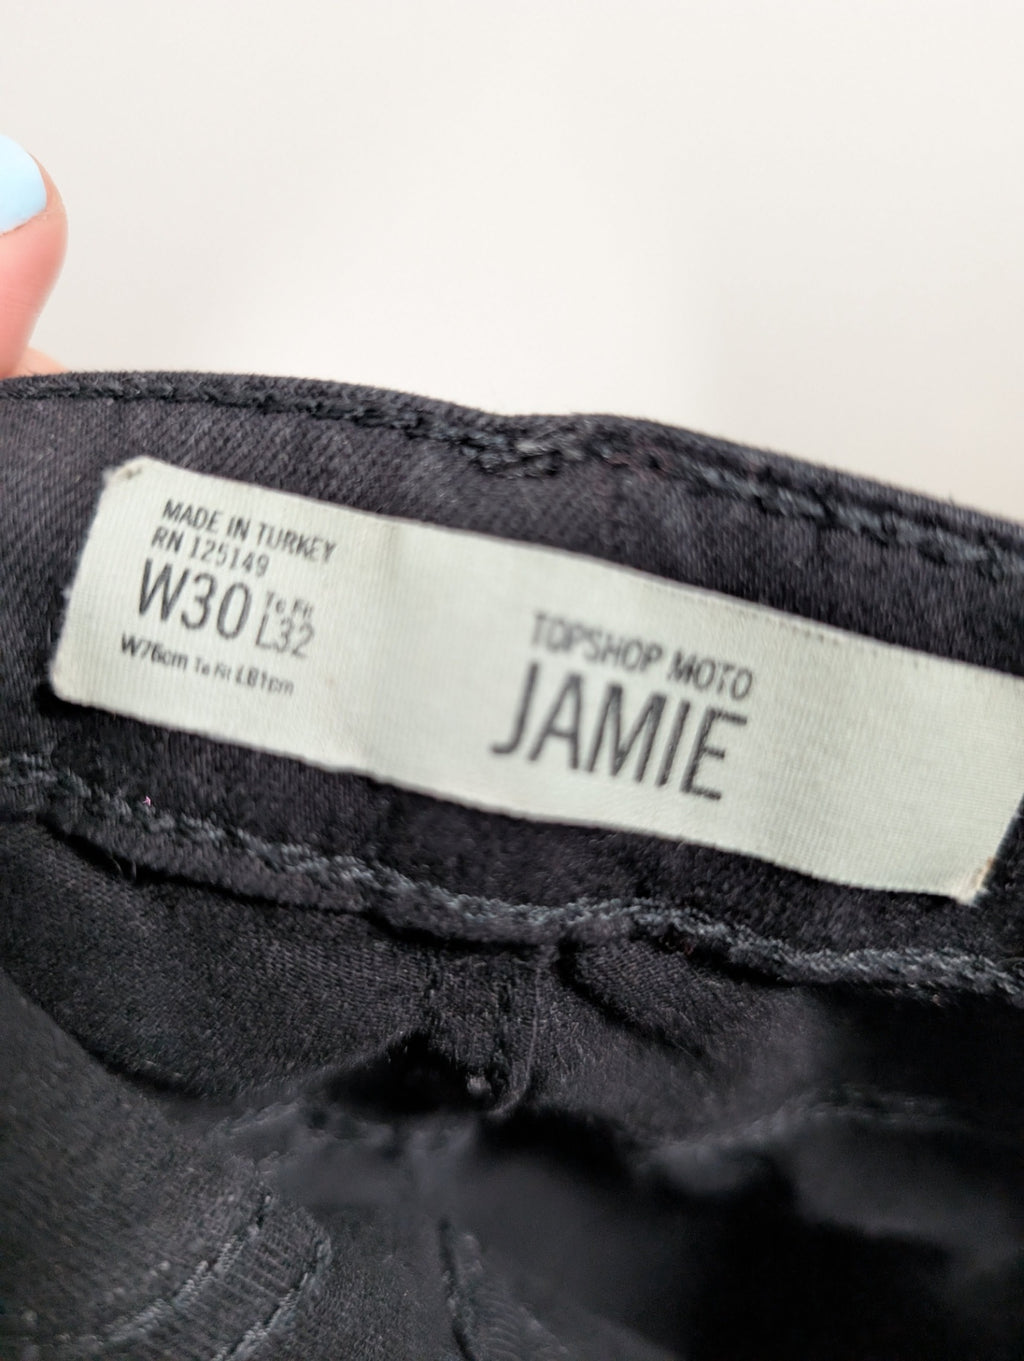 MADE IN TURKEY
RN 125149
W30 To Fit L32
W76cm To Fit L81cm
TOPSHOP MOTO
JAMIE